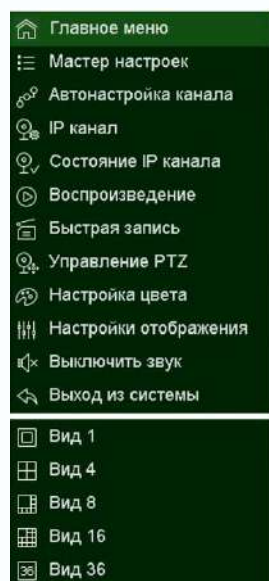 Главное меню
Мастер настроек
Автонастройка канала
IP канал
Состояние IP канала
Воспроизведение
Быстрая запись
Управление PTZ
Настройка цвета
Настройки отображения
Выключить звук
Выход из системы
Вид 1
Вид 4
Вид 8
Вид 16
36 Вид 36